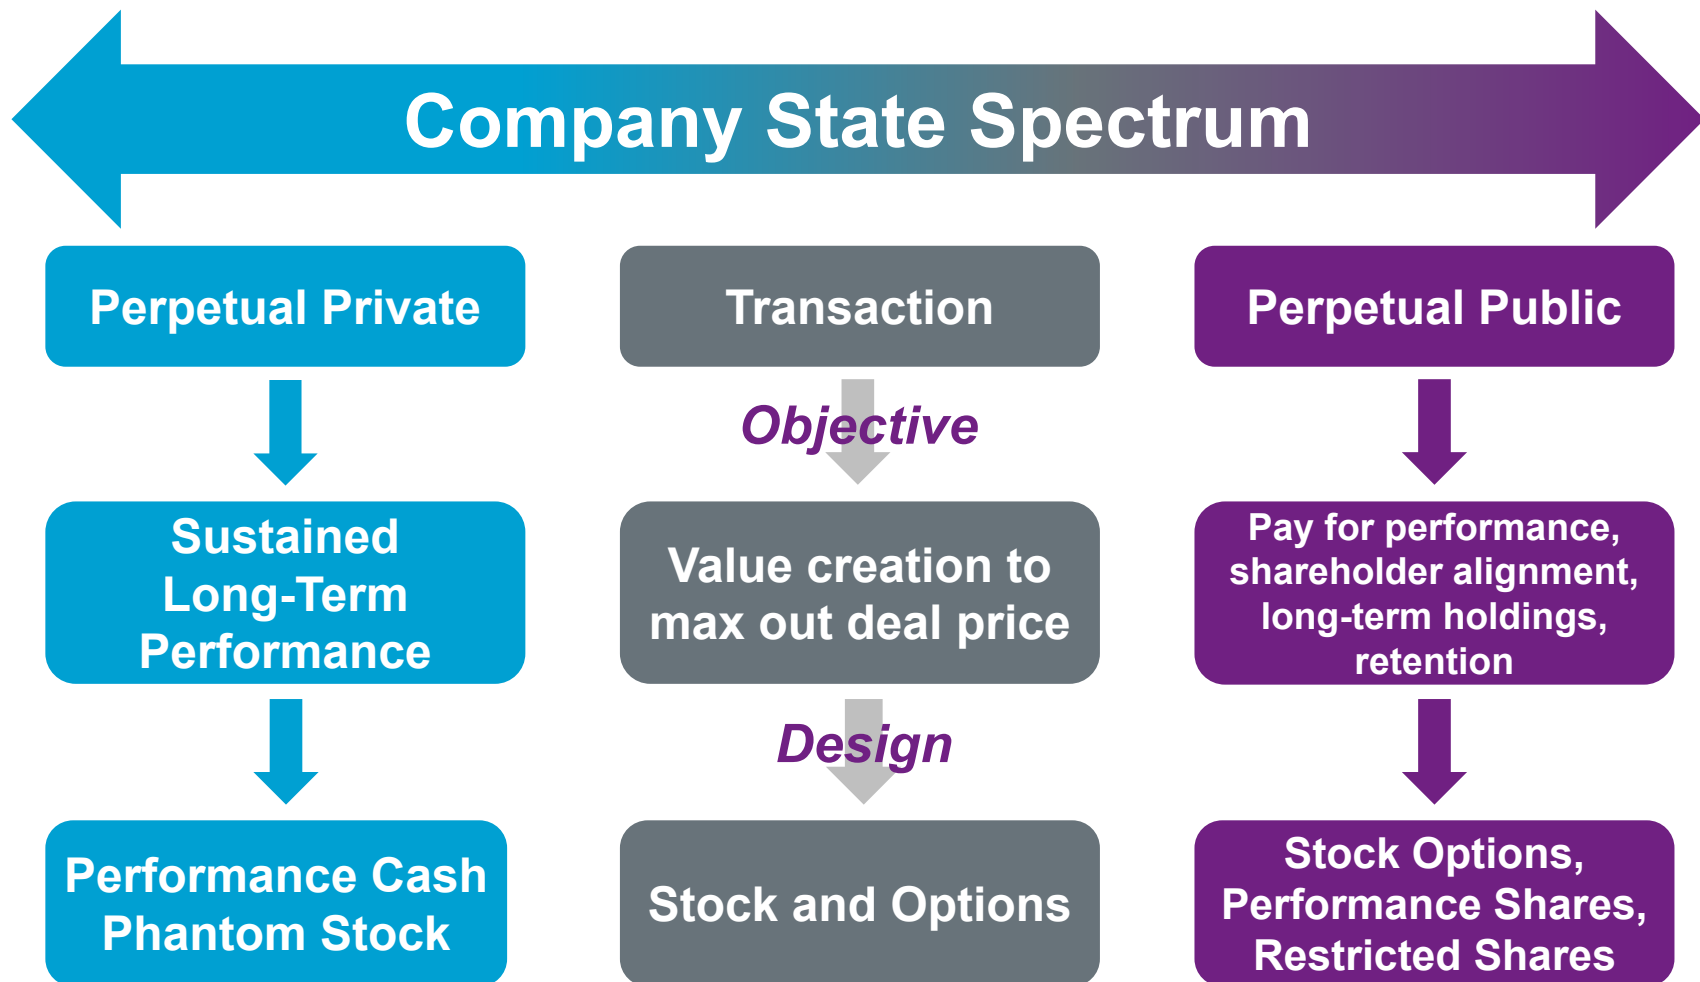 Company State Spectrum
Perpetual Private
Transaction
Perpetual Public
Objective
Sustained
Long-Term
Performance
Value creation to
max out deal price
Pay for performance,
shareholder alignment,
long-term holdings,
retention
Design
Performance Cash
Phantom Stock
Stock and Options
Stock Options,
Performance Shares,
Restricted Shares